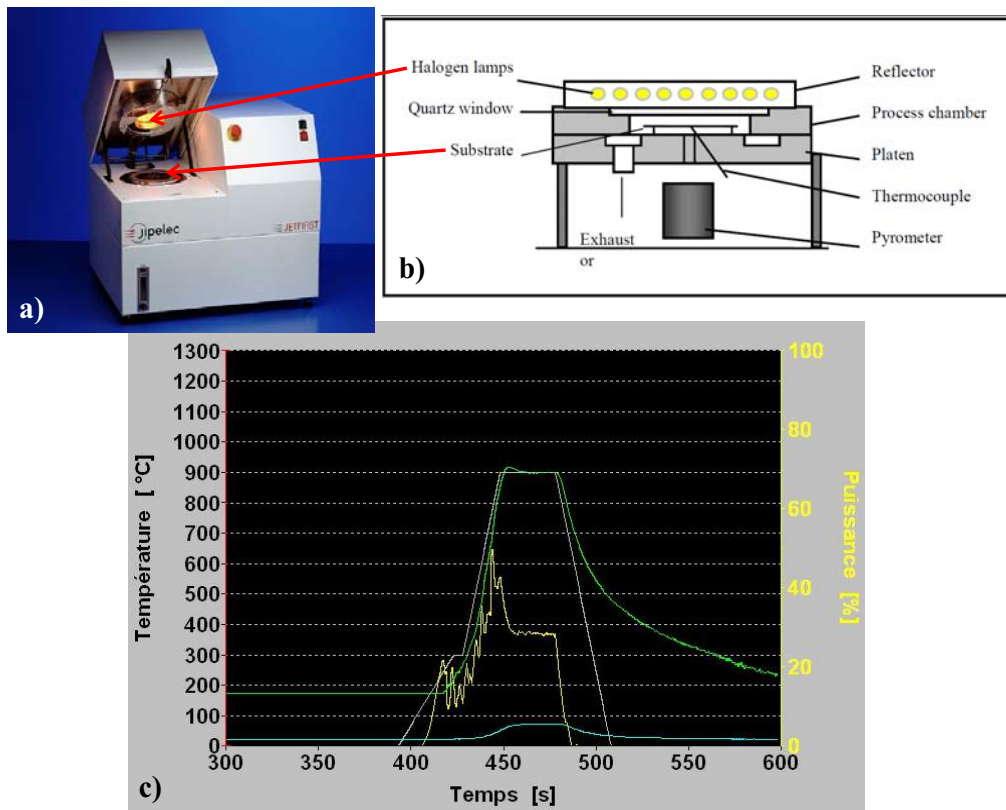 Halogen lamps
Quartz window
Substrate
jipelec
JETFIRST
a)
Reflector
Process chamber
Platen
Thermocouple
Pyrometer
Exhaust
or
b)
Température [ °C]
1300
1200
1100
1000
900
800
700
600
500
400
300
200
100
0
100
80
60
40
20
0
Puissance [%]
300
400
450
500
550
600
Temps [s]
c)